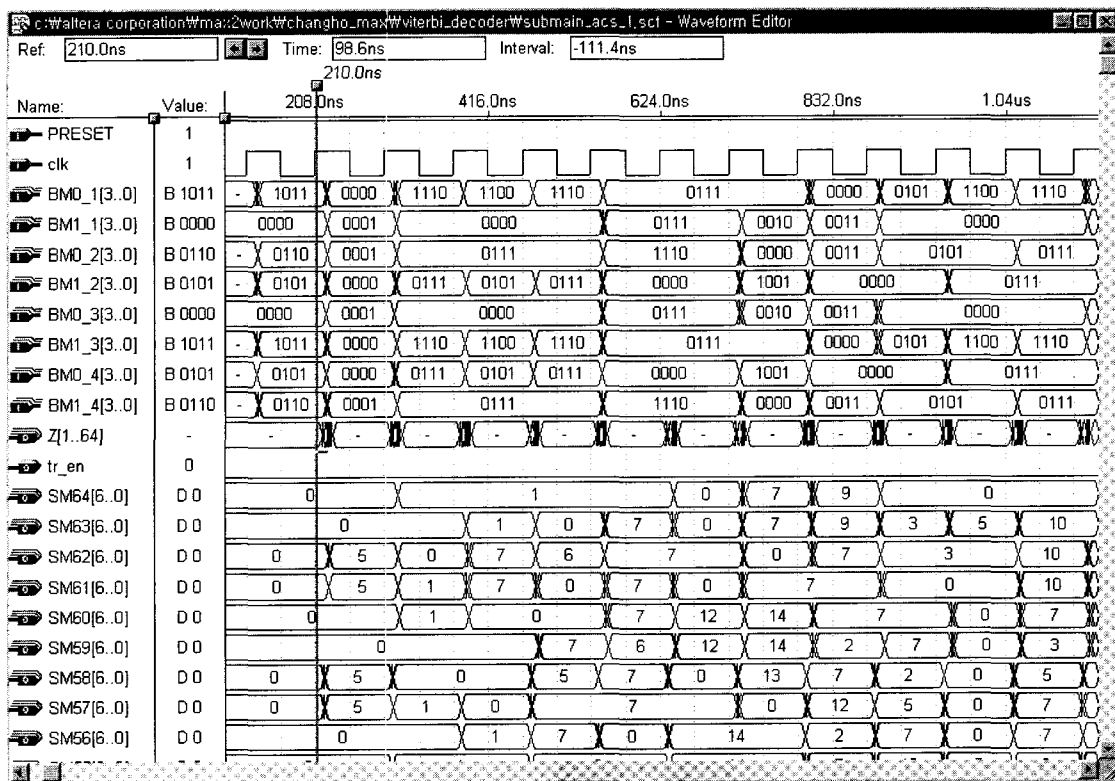 c:₩altera corporation₩max2work₩changho_max₩viterbi_decoder₩submain_acs_1.scf - Waveform Editor
Ref: 210.0ns Time: 98.6ns Interval: -111.4ns
210.0ns
Name: Value: 208.0ns 416.0ns 624.0ns 832.0ns 1.04us
PRESET 1
clk 1
BM0_1[3..0] B 1011 - 1011 0000 1110 1100 1110 0111 0000 0101 1100 1110
BM1_1[3..0] B 0000 0000 0001 0000 0111 0010 0011 0000
BM0_2[3..0] B 0110 - 0110 0001 0111 1110 0000 0011 0101 0111
BM1_2[3..0] B 0101 - 0101 0000 0111 0101 0111 0000 1001 0000 0111
BM0_3[3..0] B 0000 0000 0001 0000 0111 0010 0011 0000
BM1_3[3..0] B 1011 - 1011 0000 1110 1100 1110 0111 0000 0101 1100 1110
BM0_4[3..0] B 0101 - 0101 0000 0111 0101 0111 0000 1001 0000 0111
BM1_4[3..0] B 0110 - 0110 0001 0111 1110 0000 0011 0101 0111
Z[1..64] - - - - - - - - - - - - -
tr_en 0
SM64[6..0] D 0 0 1 0 7 9 0
SM63[6..0] D 0 0 1 0 7 0 7 9 3 5 10
SM62[6..0] D 0 0 5 0 7 6 7 0 7 3 10
SM61[6..0] D 0 0 5 1 7 0 7 0 7 0 10
SM60[6..0] D 0 0 1 0 7 12 14 7 0 7
SM59[6..0] D 0 0 7 6 12 14 2 7 0 3
SM58[6..0] D 0 0 5 0 5 7 0 13 7 2 0 5
SM57[6..0] D 0 0 5 1 0 7 0 12 5 0 7
SM56[6..0] D 0 0 1 7 0 14 2 7 0 7